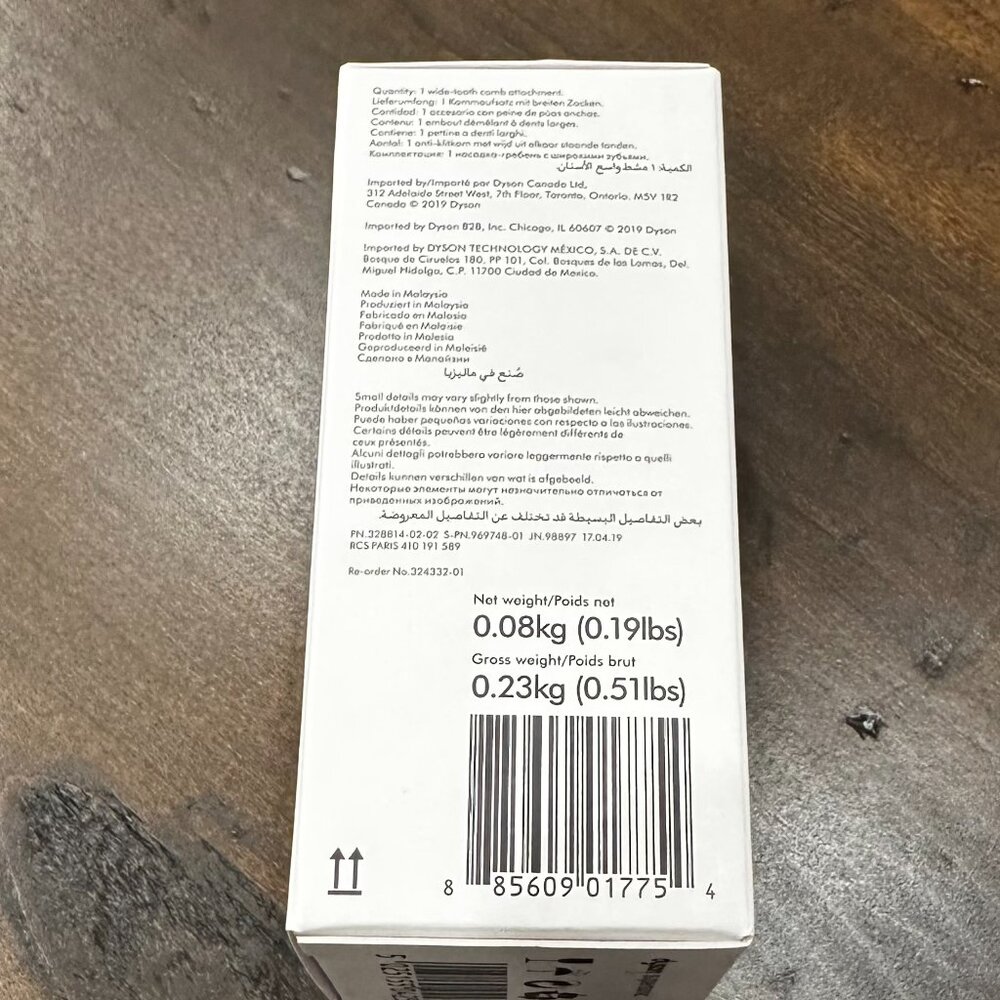 Quantity: 1 wide-tooth comb attachment.
Lieferumfang: 1 Kammaufsatz mit breiten Zacken.
Cantidad: 1 accesorio con peine de púas anchas.
Contenu: 1 embout démêlant à dents larges.
Contiene: 1 pettine a denti larghi.
Aantal: 1 anti-klitkam met wijd uit elkaar staande tanden.
Комплектация: 1 насадка-гребень с широкими зубьями.
الكمية: ١ مشط واسع الأسنان.
Imported by/Importé par Dyson Canada Ltd,
312 Adelaide Street West, 7th Floor, Toronto, Ontario. M5V 1R2
Canada © 2019 Dyson
Imported by Dyson B2B, Inc. Chicago, IL 60607 © 2019 Dyson
Imported by DYSON TECHNOLOGY MÉXICO, S.A. DE C.V.
Bosque de Ciruelos 180, PP 101, Col. Bosques de las Lomas, Del.
Miguel Hidalgo, C.P. 11700 Ciudad de Mexico.
Made in Malaysia
Produziert in Malaysia
Fabricado en Malasia
Fabriqué en Malaisie
Prodotto in Malesia
Geproduceerd in Maleisië
Сделано в Малайзии
صُنع في ماليزيا
Small details may vary slightly from those shown.
Produktdetails können von den hier abgebildeten leicht abweichen.
Puede haber pequeñas variaciones con respecto a las ilustraciones.
Certains détails peuvent être légèrement différents de
ceux présentés.
Alcuni dettagli potrebbero variare leggermente rispetto a quelli
illustrati.
Details kunnen verschillen van wat is afgebeeld.
Некоторые элементы могут незначительно отличаться от
приведенных изображений.
بعض التفاصيل البسيطة قد تختلف عن التفاصيل المعروضة.
PN.328814-02-02 S-PN.969748-01 JN.98897 17.04.19
RCS PARIS 410 191 589
Re-order No.324332-01
Net weight/Poids net
0.08kg (0.19lbs)
Gross weight/Poids brut
0.23kg (0.51lbs)
8 85609 01775 4